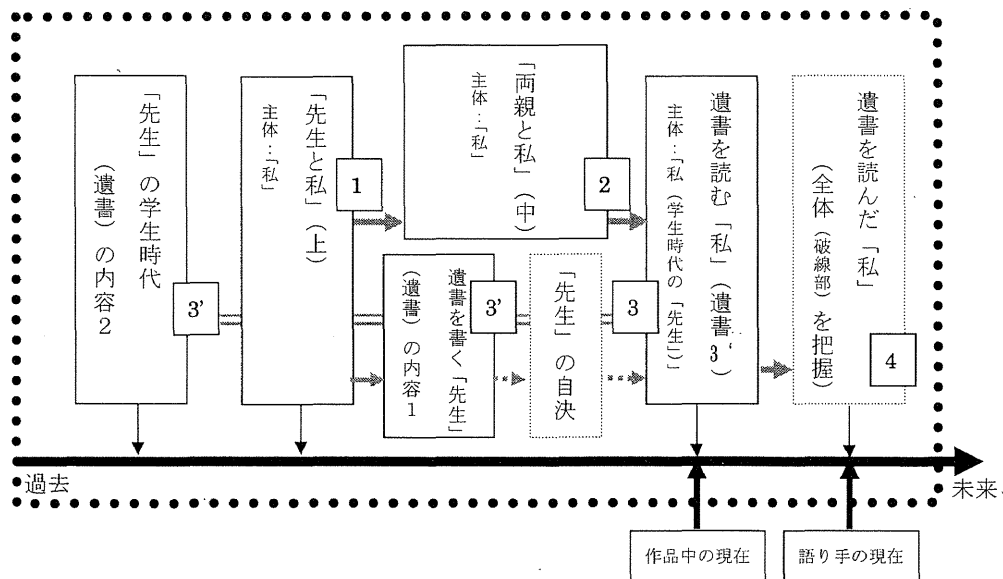 「先生」の学生時代
(遺書)の内容2
3'
「先生と私」(上)
主体:「私」
1
「両親と私」(中)
主体:「私」
2
遺書を書く「先生」
(遺書)の内容1
3'
「先生」の自決
3
遺書を読む「私」(遺書3')
主体:「私(学生時代の「先生」)」
遺書を読んだ「私」
(全体(破線部)を把握)
4
過去
未来
作品中の現在
語り手の現在